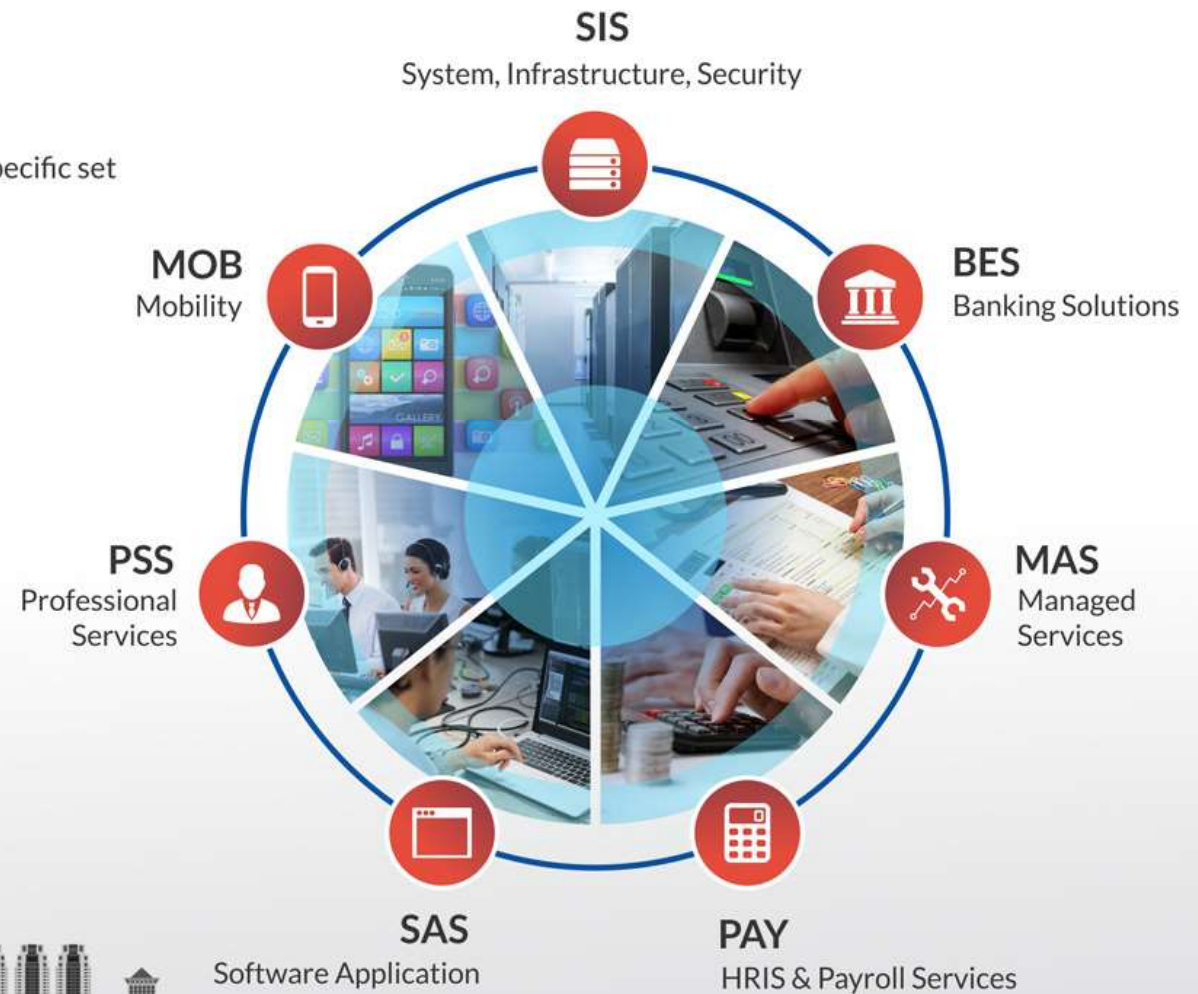 SIS
System, Infrastructure, Security
pecific set
MOB
Mobility
BES
Banking Solutions
GALLERY
PSS
Professional
Services
MAS
Managed
Services
SAS
Software Application
PAY
HRIS & Payroll Services